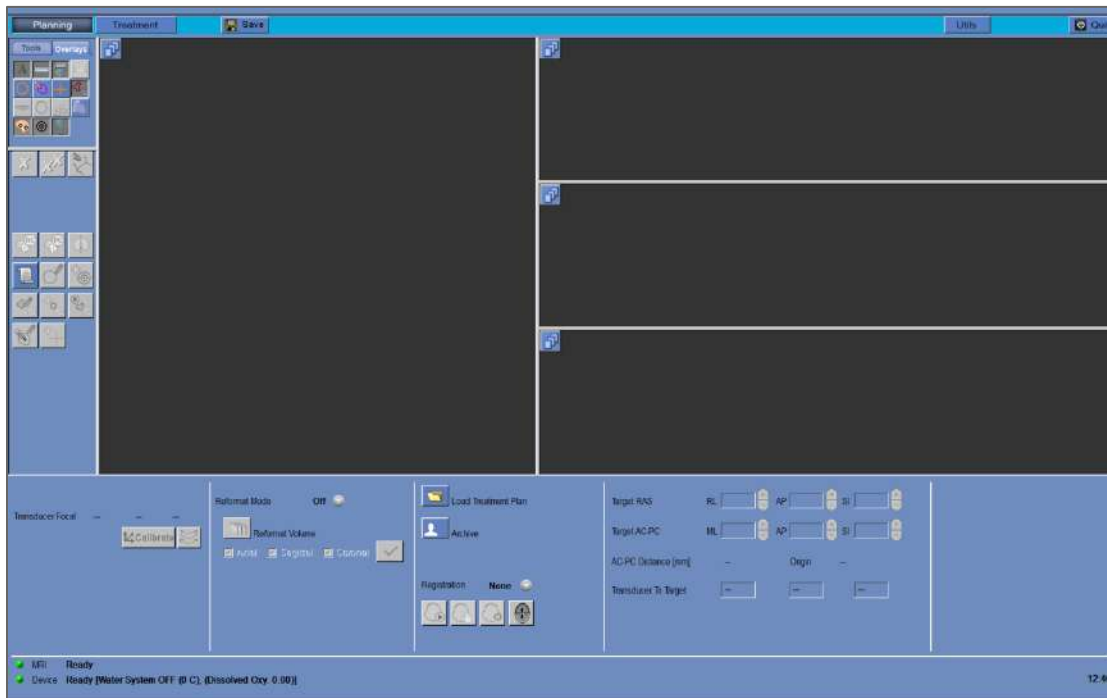 Planning Treatment Save Utils Qui
Tools Overlays
Reformat Mode Off
Transducer Focal -- -- --
Calibrate
Reformat Volume
Axial Sagittal Coronal
Load Treatment Plan
Archive
Registration None
Target RAS RL AP SI
Target AC-PC ML AP SI
AC-PC Distance [mm] -- Origin --
Transducer To Target -- -- --
MRI Ready
Device Ready [Water System OFF (0 C), (Dissolved Oxy. 0.00)]